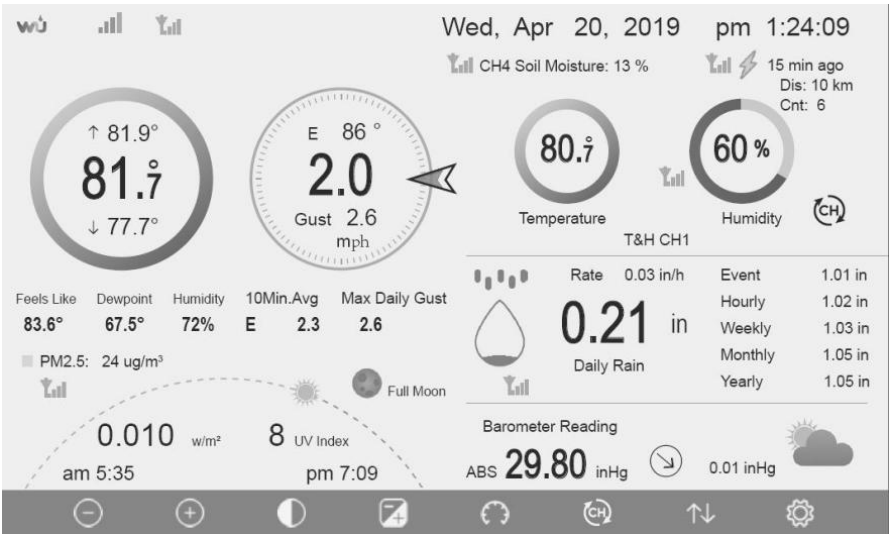 wu
Wed, Apr 20, 2019 pm 1:24:09
CH4 Soil Moisture: 13 %
15 min ago
Dis: 10 km
Cnt: 6
↑ 81.9°
81.7°
↓ 77.7°
E 86 °
2.0
Gust 2.6
mph
80.7°
Temperature
60 %
Humidity
CH
T&H CH1
Feels Like Dewpoint Humidity 10Min.Avg Max Daily Gust
83.6° 67.5° 72% E 2.3 2.6
PM2.5: 24 ug/m³
Full Moon
0.010 w/m² 8 UV Index
am 5:35 pm 7:09
Rate 0.03 in/h
0.21 in
Daily Rain
Event 1.01 in
Hourly 1.02 in
Weekly 1.03 in
Monthly 1.05 in
Yearly 1.05 in
Barometer Reading
ABS 29.80 inHg 0.01 inHg
CH